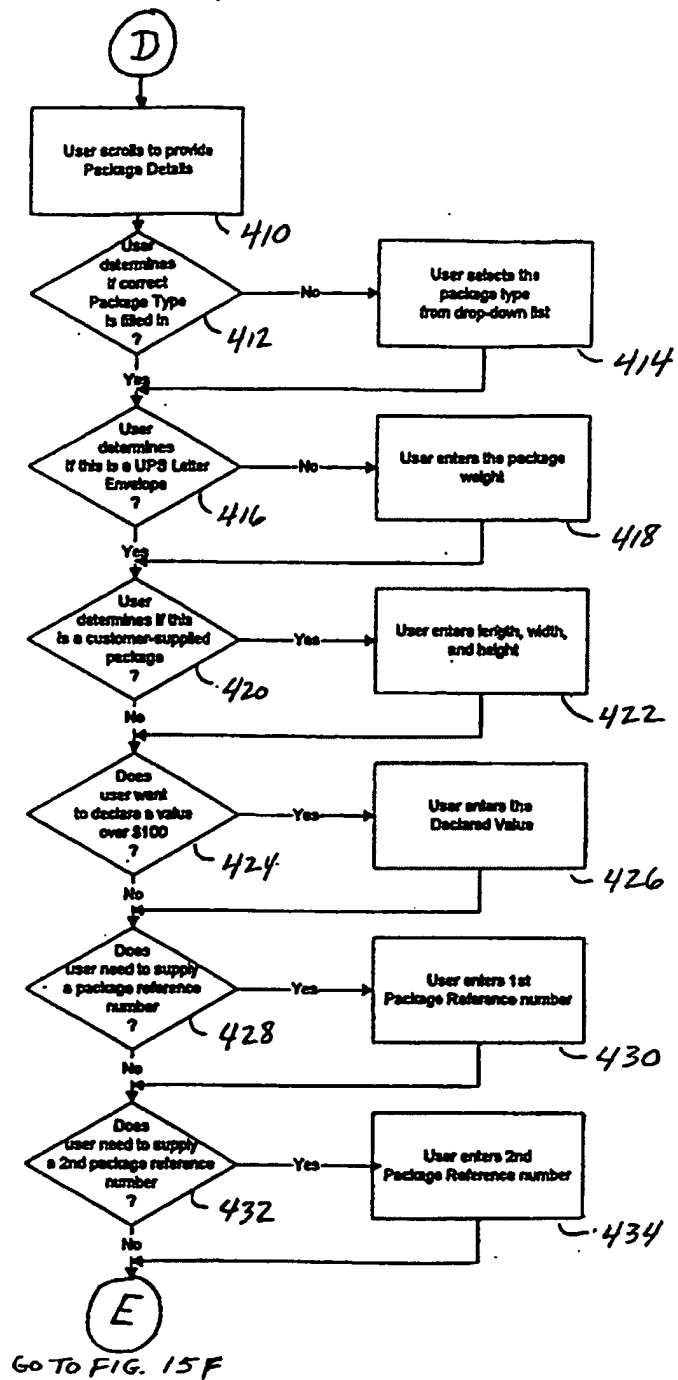 D
User scrolls to provide
Package Details
410
User
determines
if correct
Package Type
is filled in
?
412
No
User selects the
package type
from drop-down list
414
Yes
User
determines
if this is a UPS Letter
Envelope
?
416
No
User enters the package
weight
418
Yes
User
determines if this
is a customer-supplied
package
?
420
Yes
User enters length, width,
and height
422
No
Does
user want
to declare a value
over $100
?
424
Yes
User enters the
Declared Value
426
No
Does
user need to supply
a package reference
number
?
428
Yes
User enters 1st
Package Reference number
430
No
Does
user need to supply
a 2nd package reference
number
?
432
Yes
User enters 2nd
Package Reference number
434
No
E
GO TO FIG. 15F